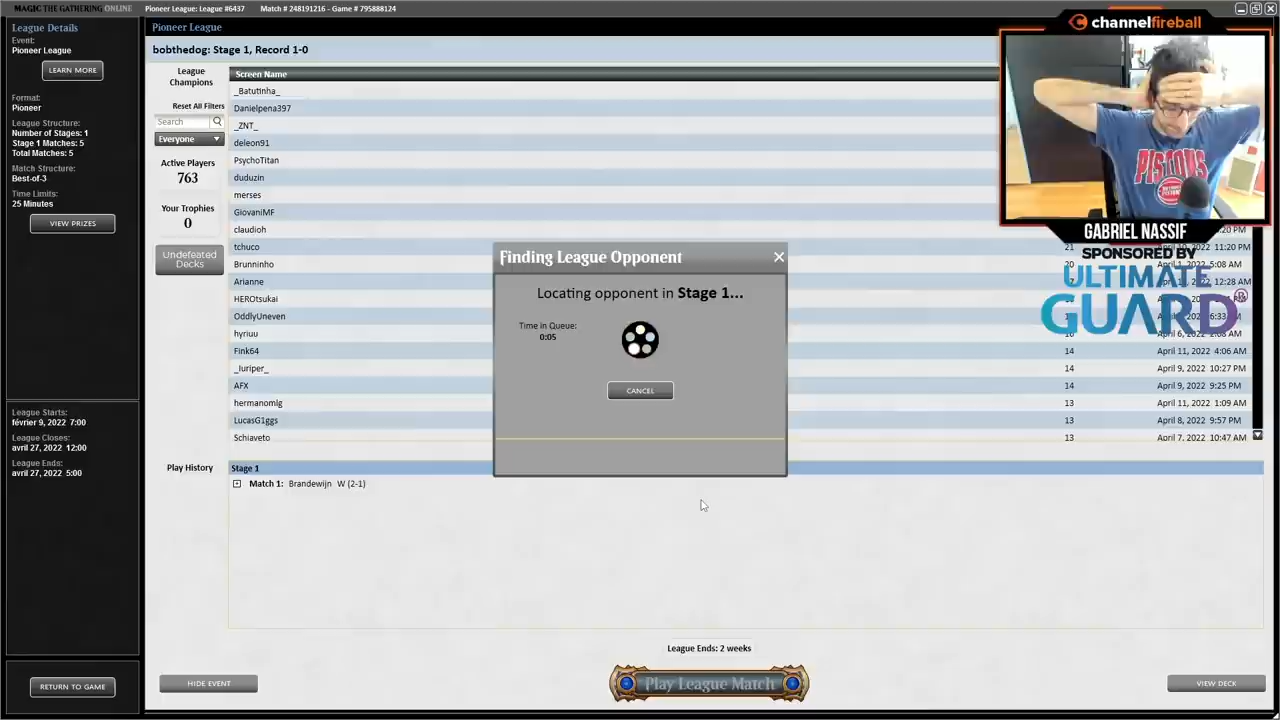 MAGIC THE GATHERING ONLINE
Pioneer League: League #6437
Match # 248191216 - Game # 795888124
League Details
Event:
Pioneer League
LEARN MORE
Format:
Pioneer
League Structure:
Number of Stages: 1
Stage 1 Matches: 5
Total Matches: 5
Match Structure:
Best-of-3
Time Limits:
25 Minutes
VIEW PRIZES
League Starts:
février 9, 2022 7:00
League Closes:
avril 27, 2022 12:00
League Ends:
avril 27, 2022 5:00
RETURN TO GAME
Pioneer League
bobthedog: Stage 1, Record 1-0
League
Champions
Reset All Filters
Search
Everyone
Active Players
763
Your Trophies
0
Undefeated
Decks
Screen Name
_Batutinha_
Danielpena397
_ZNT_
deleon91
PsychoTitan
duduzin
merses
GiovaniMF
claudioh
tchuco
21
11:20 PM
Brunninho
20
April 1, 2022 5:08 AM
Arianne
12:28 AM
HEROtsukai
OddlyUneven
hyriuu
Fink64
14
April 11, 2022 4:06 AM
_Iuriper_
14
April 9, 2022 10:27 PM
AFX
14
April 9, 2022 9:25 PM
hermanomlg
13
April 11, 2022 1:09 AM
LucasG1ggs
13
April 8, 2022 9:57 PM
Schiaveto
13
April 7, 2022 10:47 AM
Finding League Opponent
Locating opponent in Stage 1...
Time in Queue:
0:05
CANCEL
Play History
Stage 1
Match 1: Brandewijn W (2-1)
League Ends: 2 weeks
HIDE EVENT
Play League Match
VIEW DECK
channelfireball
PISTONS
GABRIEL NASSIF
SPONSORED BY
ULTIMATE
GUARD®